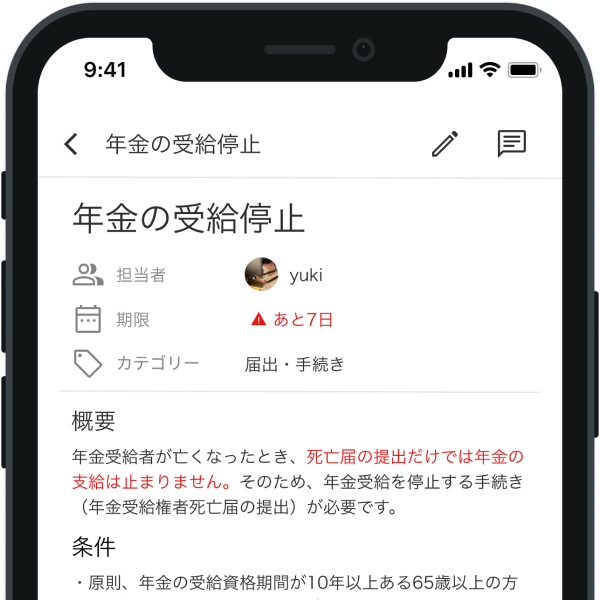 9:41
年金の受給停止
年金の受給停止
担当者 yuki
期限 あと7日
カテゴリー 届出・手続き
概要
年金受給者が亡くなったとき、死亡届の提出だけでは年金の
支給は止まりません。そのため、年金受給を停止する手続き
（年金受給権者死亡届の提出）が必要です。
条件
・原則、年金の受給資格期間が10年以上ある65歳以上の方